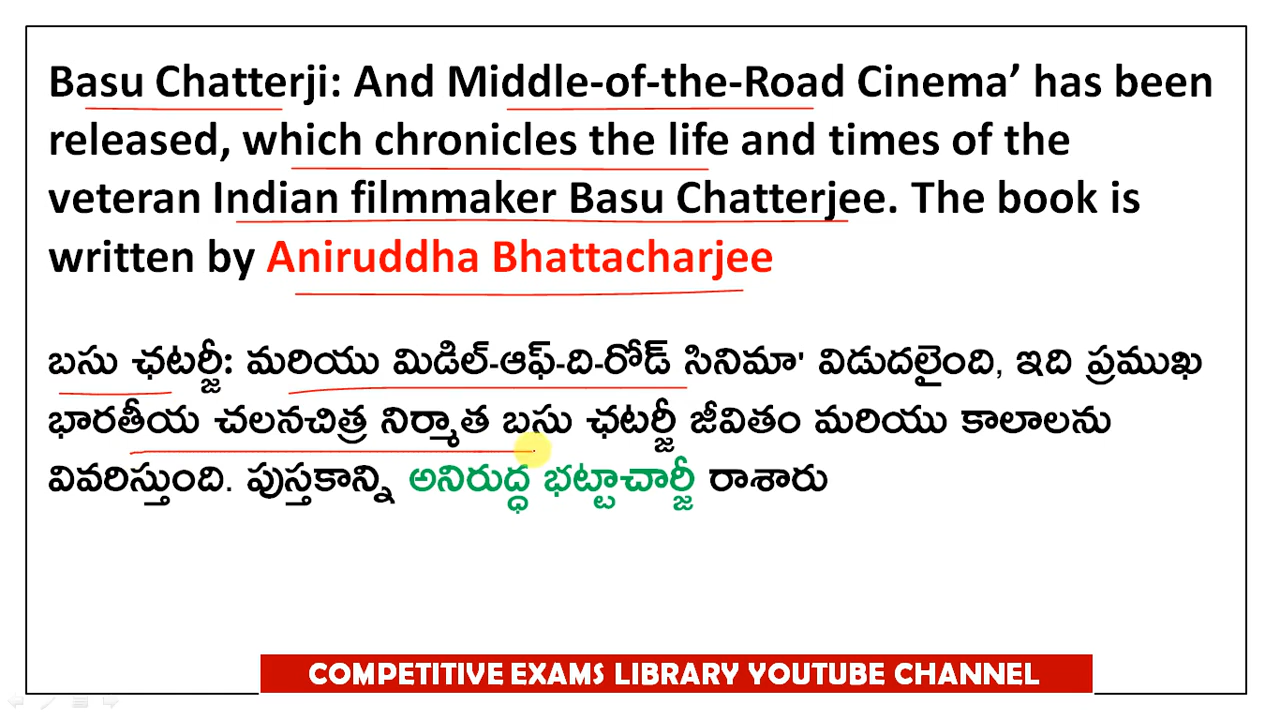 Basu Chatterji: And Middle-of-the-Road Cinema’ has been
released, which chronicles the life and times of the
veteran Indian filmmaker Basu Chatterjee. The book is
written by Aniruddha Bhattacharjee
బసు ఛటర్జీ: మరియు మిడిల్-ఆఫ్-ది-రోడ్ సినిమా' విడుదలైంది, ఇది ప్రముఖ
భారతీయ చలనచిత్ర నిర్మాత బసు ఛటర్జీ జీవితం మరియు కాలాలను
వివరిస్తుంది. పుస్తకాన్ని అనిరుద్ధ భట్టాచార్జీ రాశారు
COMPETITIVE EXAMS LIBRARY YOUTUBE CHANNEL